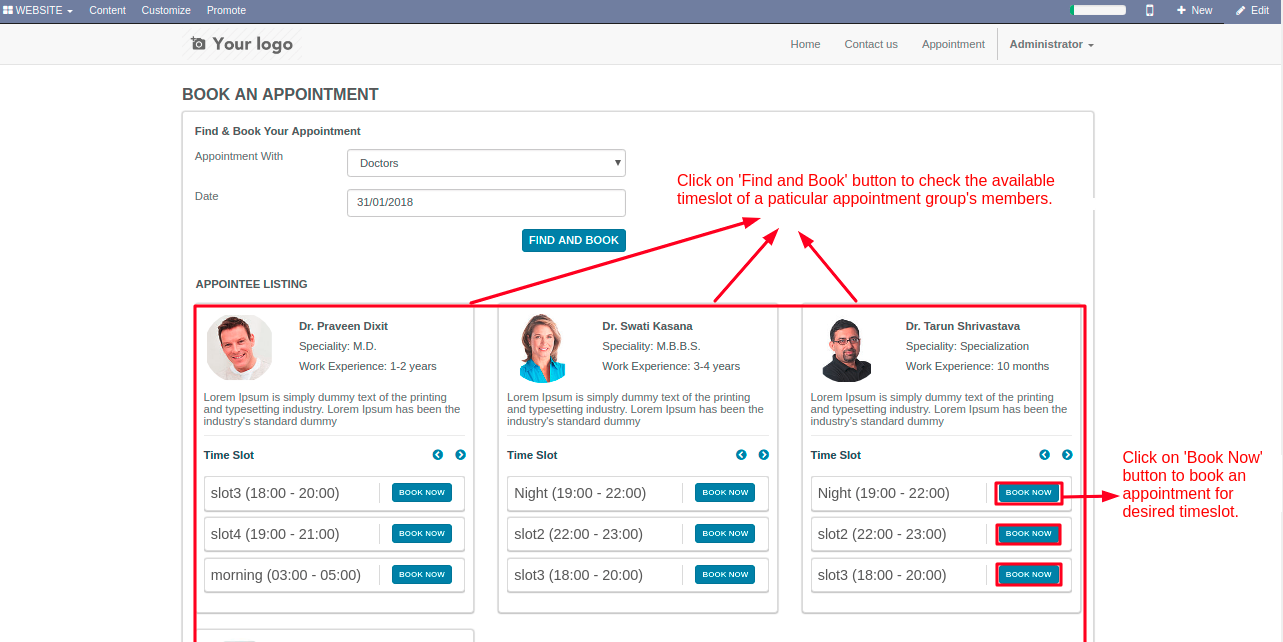 WEBSITE Content Customize Promote New Edit
Your logo Home Contact us Appointment Administrator
BOOK AN APPOINTMENT
Find & Book Your Appointment
Appointment With Doctors
Date 31/01/2018
FIND AND BOOK
Click on 'Find and Book' button to check the available
timeslot of a paticular appointment group's members.
APPOINTEE LISTING
Dr. Praveen Dixit
Speciality: M.D.
Work Experience: 1-2 years
Lorem Ipsum is simply dummy text of the printing
and typesetting industry. Lorem Ipsum has been the
industry's standard dummy
Time Slot
slot3 (18:00 - 20:00) BOOK NOW
slot4 (19:00 - 21:00) BOOK NOW
morning (03:00 - 05:00) BOOK NOW
Dr. Swati Kasana
Speciality: M.B.B.S.
Work Experience: 3-4 years
Lorem Ipsum is simply dummy text of the printing
and typesetting industry. Lorem Ipsum has been the
industry's standard dummy
Time Slot
Night (19:00 - 22:00) BOOK NOW
slot2 (22:00 - 23:00) BOOK NOW
slot3 (18:00 - 20:00) BOOK NOW
Dr. Tarun Shrivastava
Speciality: Specialization
Work Experience: 10 months
Lorem Ipsum is simply dummy text of the printing
and typesetting industry. Lorem Ipsum has been the
industry's standard dummy
Time Slot
Night (19:00 - 22:00) BOOK NOW
slot2 (22:00 - 23:00) BOOK NOW
slot3 (18:00 - 20:00) BOOK NOW
Click on 'Book Now'
button to book an
appointment for
desired timeslot.